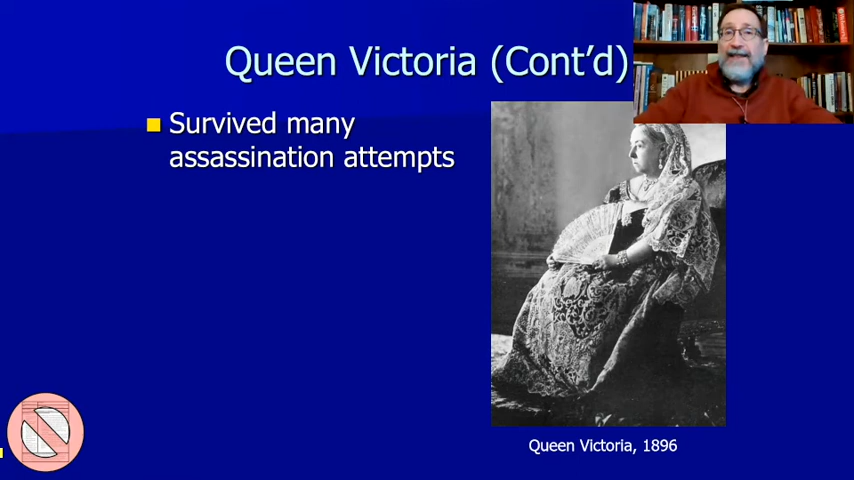 Queen Victoria (Cont’d)
Survived many
assassination attempts
Queen Victoria, 1896